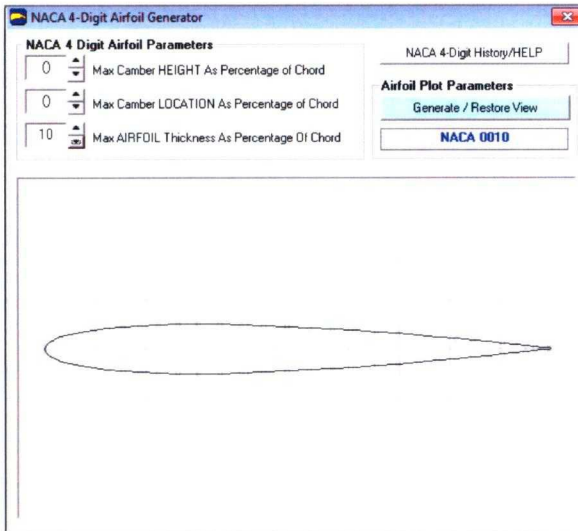 NACA 4-Digit Airfoil Generator
NACA 4 Digit Airfoil Parameters
0 Max Camber HEIGHT As Percentage of Chord
0 Max Camber LOCATION As Percentage of Chord
10 Max AIRFOIL Thickness As Percentage Of Chord
NACA 4-Digit History/HELP
Airfoil Plot Parameters
Generate / Restore View
NACA 0010